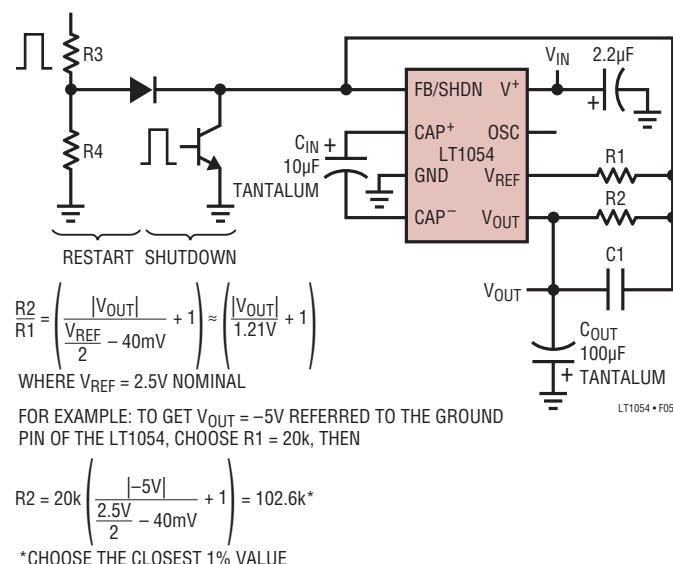 R3
R4
RESTART SHUTDOWN
FB/SHDN V+
CAP+ OSC
LT1054
GND VREF
CAP− VOUT
CIN +
10µF
TANTALUM
VIN
2.2µF
+
R1
R2
C1
VOUT
COUT
100µF
+ TANTALUM
LT1054 • F05
R2/R1 = (|VOUT| / (VREF/2 – 40mV) + 1) ≈ (|VOUT|/1.21V + 1)
WHERE VREF = 2.5V NOMINAL
FOR EXAMPLE: TO GET VOUT = –5V REFERRED TO THE GROUND
PIN OF THE LT1054, CHOOSE R1 = 20k, THEN
R2 = 20k (|–5V| / (2.5V/2 – 40mV) + 1) = 102.6k*
*CHOOSE THE CLOSEST 1% VALUE